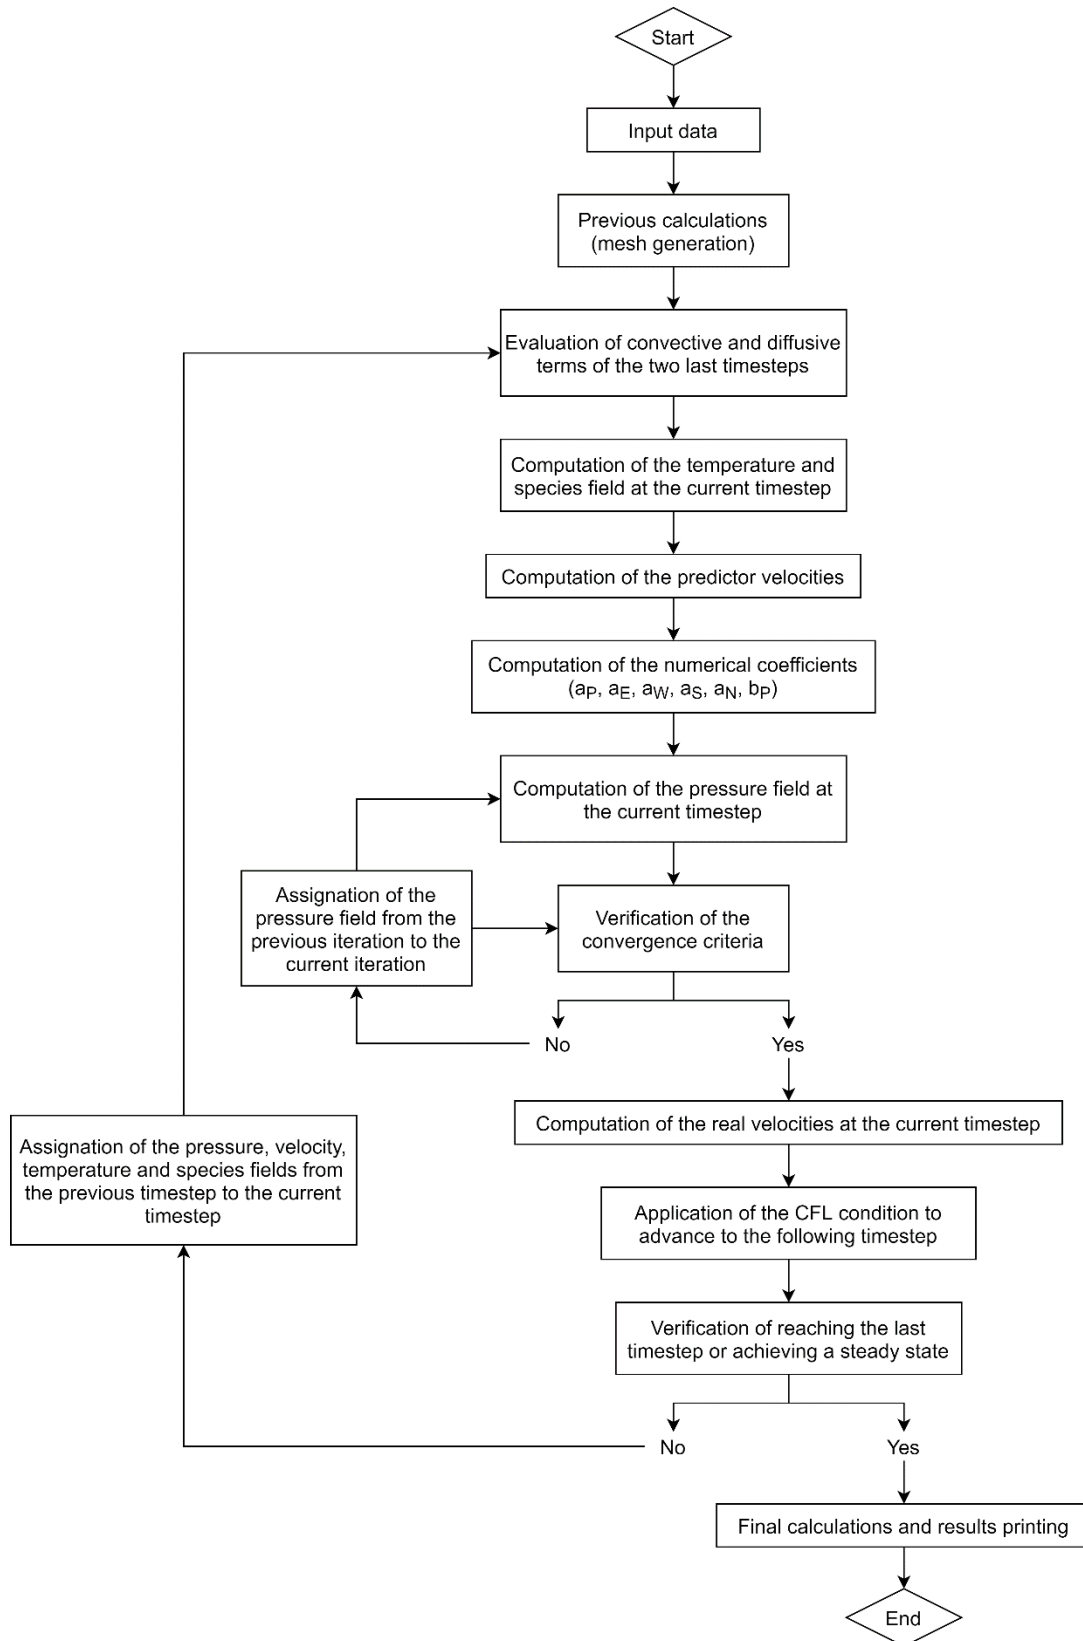 Start
Input data
Previous calculations
(mesh generation)
Evaluation of convective and diffusive
terms of the two last timesteps
Computation of the temperature and
species field at the current timestep
Computation of the predictor velocities
Computation of the numerical coefficients
(aP, aE, aW, aS, aN, bP)
Computation of the pressure field at
the current timestep
Assignation of the
pressure field from the
previous iteration to the
current iteration
Verification of the
convergence criteria
No
Yes
Computation of the real velocities at the current timestep
Assignation of the pressure, velocity,
temperature and species fields from
the previous timestep to the current
timestep
Application of the CFL condition to
advance to the following timestep
Verification of reaching the last
timestep or achieving a steady state
No
Yes
Final calculations and results printing
End